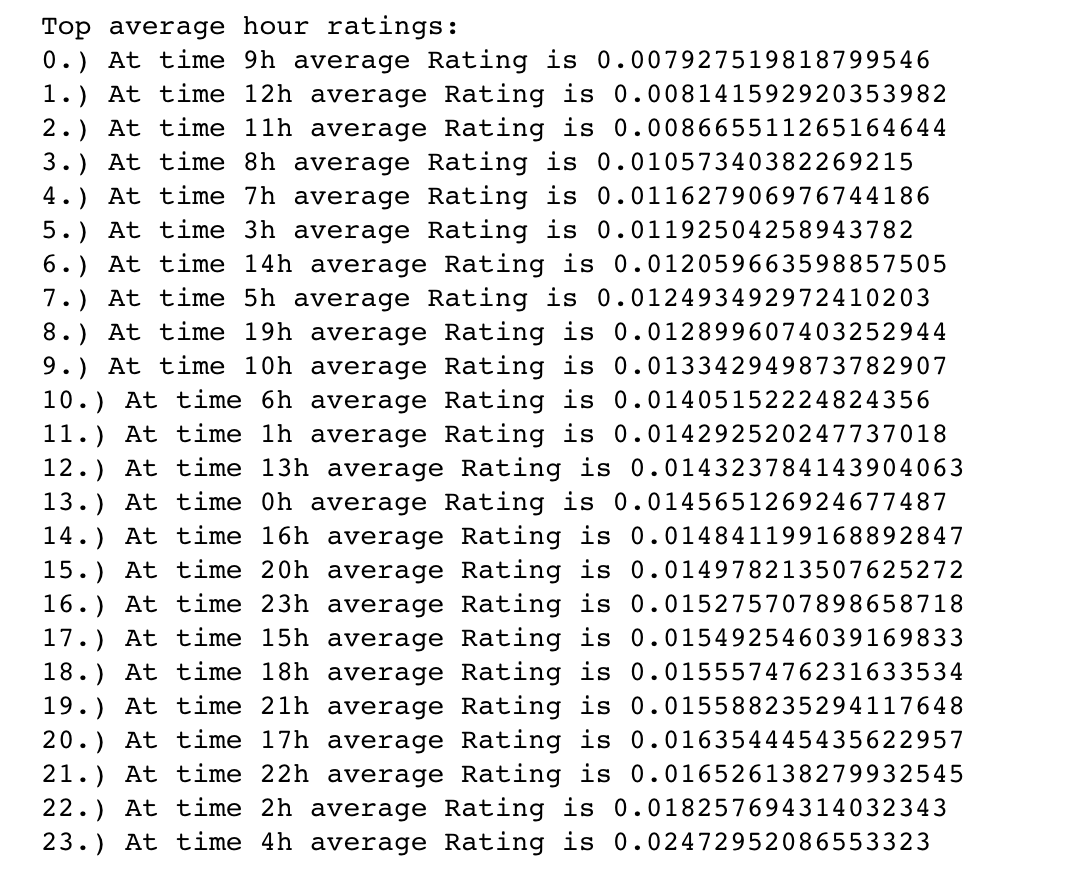 Top average hour ratings:
0.) At time 9h average Rating is 0.007927519818799546
1.) At time 12h average Rating is 0.008141592920353982
2.) At time 11h average Rating is 0.008665511265164644
3.) At time 8h average Rating is 0.01057340382269215
4.) At time 7h average Rating is 0.011627906976744186
5.) At time 3h average Rating is 0.01192504258943782
6.) At time 14h average Rating is 0.012059663598857505
7.) At time 5h average Rating is 0.012493492972410203
8.) At time 19h average Rating is 0.012899607403252944
9.) At time 10h average Rating is 0.013342949873782907
10.) At time 6h average Rating is 0.01405152224824356
11.) At time 1h average Rating is 0.014292520247737018
12.) At time 13h average Rating is 0.014323784143904063
13.) At time 0h average Rating is 0.014565126924677487
14.) At time 16h average Rating is 0.014841199168892847
15.) At time 20h average Rating is 0.014978213507625272
16.) At time 23h average Rating is 0.015275707898658718
17.) At time 15h average Rating is 0.015492546039169833
18.) At time 18h average Rating is 0.015557476231633534
19.) At time 21h average Rating is 0.015588235294117648
20.) At time 17h average Rating is 0.016354445435622957
21.) At time 22h average Rating is 0.016526138279932545
22.) At time 2h average Rating is 0.018257694314032343
23.) At time 4h average Rating is 0.02472952086553323